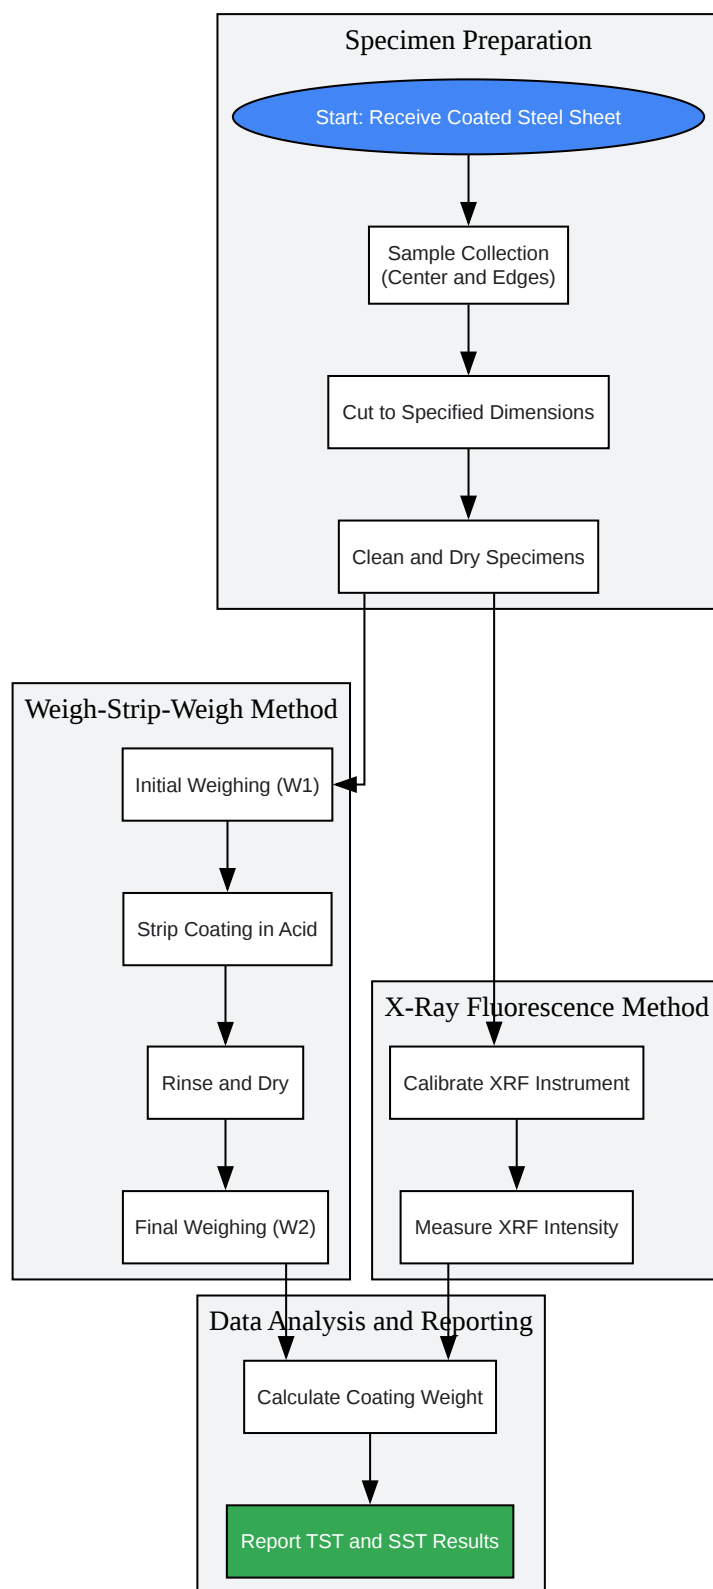 Specimen Preparation
Start: Receive Coated Steel Sheet
Sample Collection
(Center and Edges)
Cut to Specified Dimensions
Clean and Dry Specimens
Weigh-Strip-Weigh Method
Initial Weighing (W1)
Strip Coating in Acid
Rinse and Dry
Final Weighing (W2)
X-Ray Fluorescence Method
Calibrate XRF Instrument
Measure XRF Intensity
Data Analysis and Reporting
Calculate Coating Weight
Report TST and SST Results